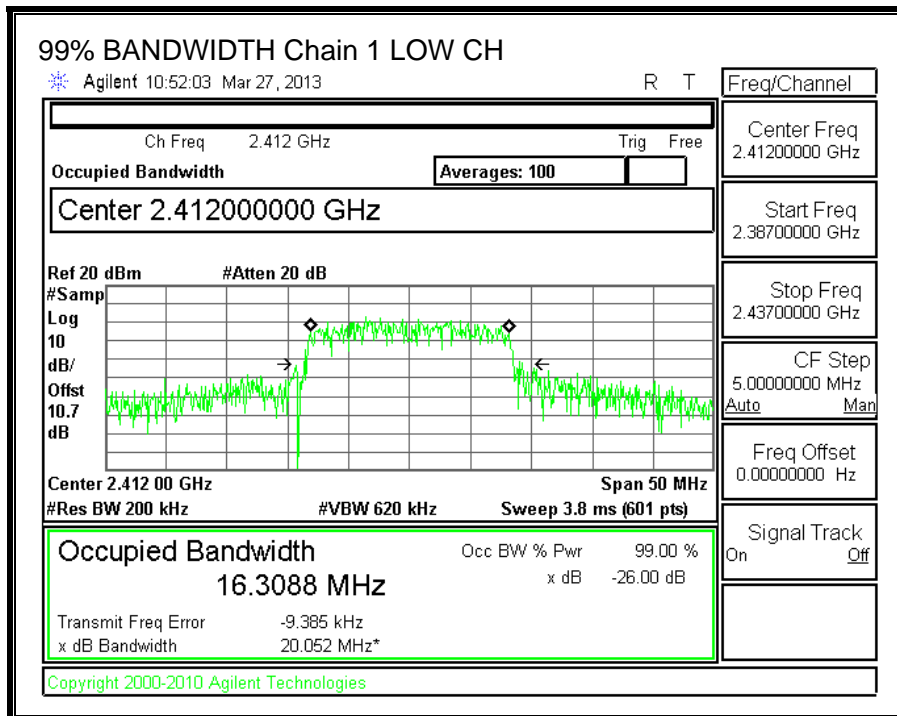 99% BANDWIDTH Chain 1 LOW CH
Agilent 10:52:03 Mar 27, 2013 R T
Freq/Channel
Ch Freq 2.412 GHz Trig Free
Occupied Bandwidth Averages: 100
Center 2.412000000 GHz
Ref 20 dBm #Atten 20 dB
#Samp
Log
10
dB/
Offst
10.7
dB
Center 2.412 00 GHz Span 50 MHz
#Res BW 200 kHz #VBW 620 kHz Sweep 3.8 ms (601 pts)
Occupied Bandwidth Occ BW % Pwr 99.00 %
16.3088 MHz x dB -26.00 dB
Transmit Freq Error -9.385 kHz
x dB Bandwidth 20.052 MHz*
Copyright 2000-2010 Agilent Technologies
Center Freq
2.41200000 GHz
Start Freq
2.38700000 GHz
Stop Freq
2.43700000 GHz
CF Step
5.00000000 MHz
Auto Man
Freq Offset
0.00000000 Hz
Signal Track
On Off